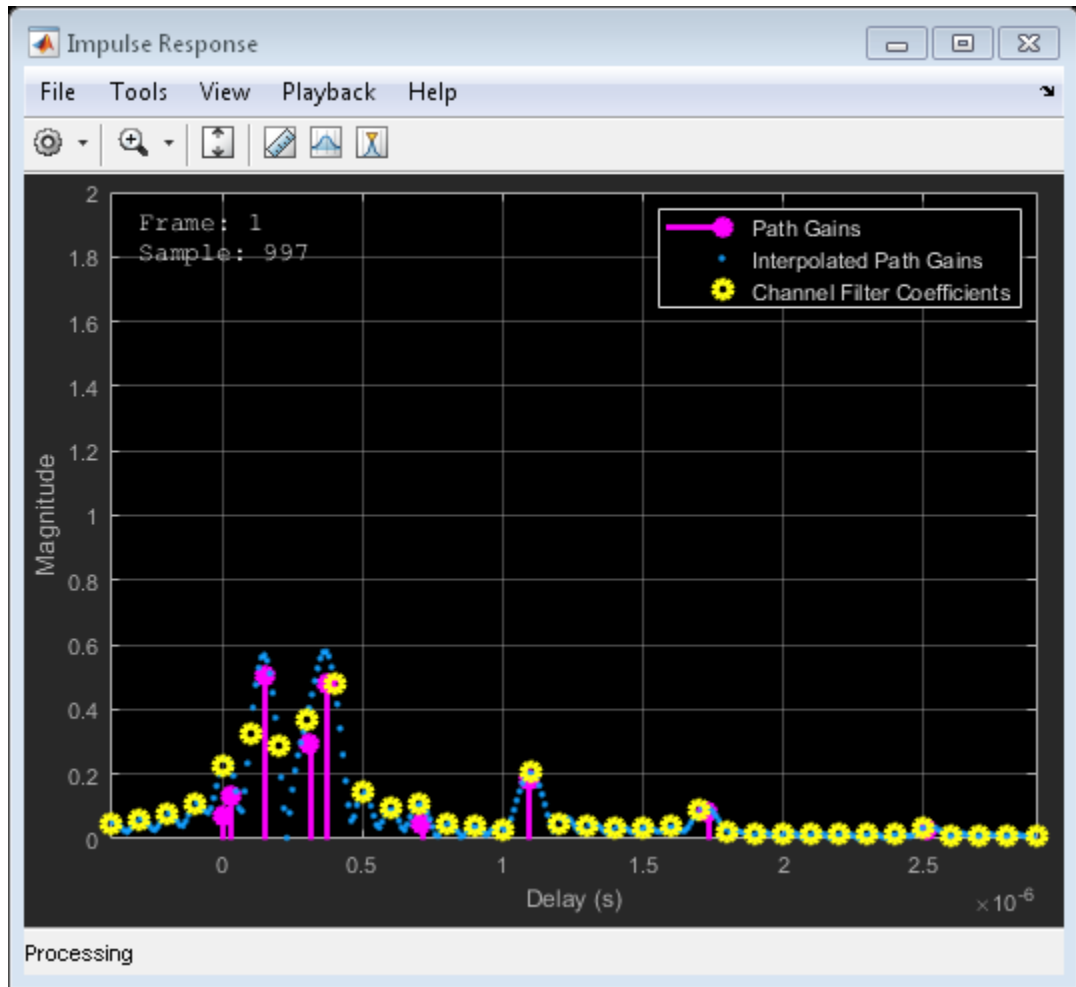 Impulse Response
File Tools View Playback Help
Frame: 1
Sample: 997
Path Gains
Interpolated Path Gains
Channel Filter Coefficients
2
1.8
1.6
1.4
1.2
1
0.8
0.6
0.4
0.2
0
Magnitude
0 0.5 1 1.5 2 2.5
Delay (s)
×10^-6
Processing